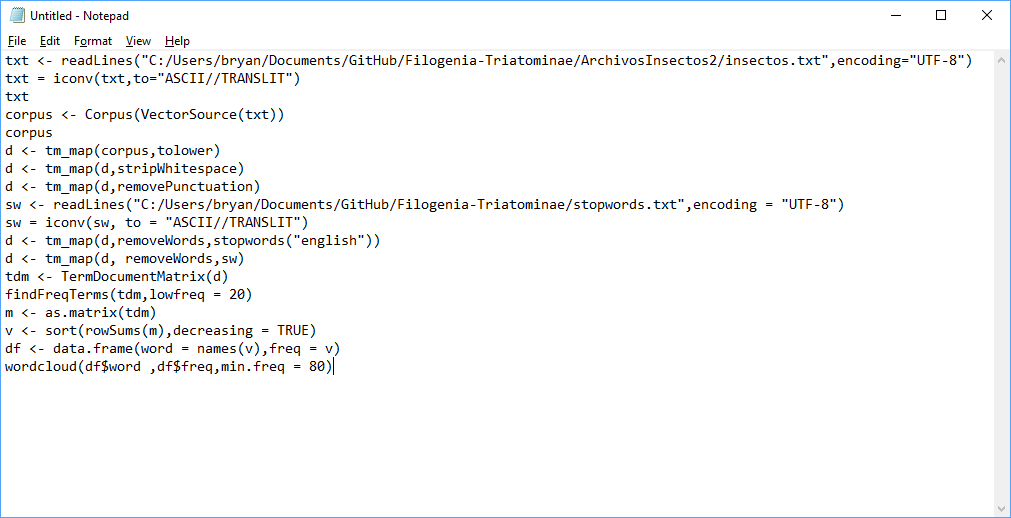 Untitled - Notepad
File Edit Format View Help
txt <- readLines("C:/Users/bryan/Documents/GitHub/Filogenia-Triatominae/ArchivosInsectos2/insectos.txt",encoding="UTF-8")
txt = iconv(txt,to="ASCII//TRANSLIT")
txt
corpus <- Corpus(VectorSource(txt))
corpus
d <- tm_map(corpus,tolower)
d <- tm_map(d,stripWhitespace)
d <- tm_map(d,removePunctuation)
sw <- readLines("C:/Users/bryan/Documents/GitHub/Filogenia-Triatominae/stopwords.txt",encoding = "UTF-8")
sw = iconv(sw, to = "ASCII//TRANSLIT")
d <- tm_map(d,removeWords,stopwords("english"))
d <- tm_map(d, removeWords,sw)
tdm <- TermDocumentMatrix(d)
findFreqTerms(tdm,lowfreq = 20)
m <- as.matrix(tdm)
v <- sort(rowSums(m),decreasing = TRUE)
df <- data.frame(word = names(v),freq = v)
wordcloud(df$word ,df$freq,min.freq = 80)